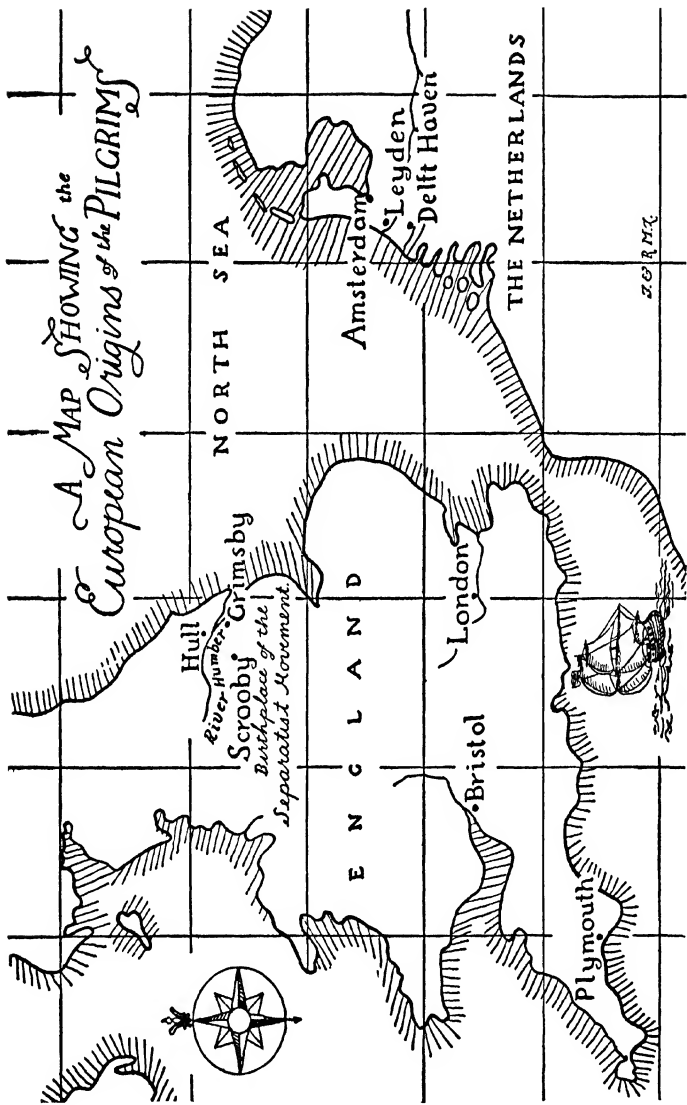 A MAP SHOWING the
European Origins of the PILGRIMS
NORTH SEA
Hull
River Humber
Grimsby
Scrooby
Birthplace of the
Separatist Movement
Amsterdam
Leyden
Delft Haven
ENGLAND
London
Bristol
THE NETHERLANDS
Plymouth